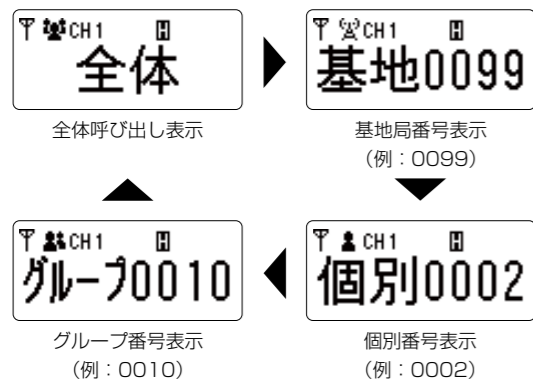 CH1 H
全体
全体呼び出し表示
CH1 H
基地0099
基地局番号表示
(例:0099)
CH1 H
グループ0010
グループ番号表示
(例:0010)
CH1 H
個別0002
個別番号表示
(例:0002)